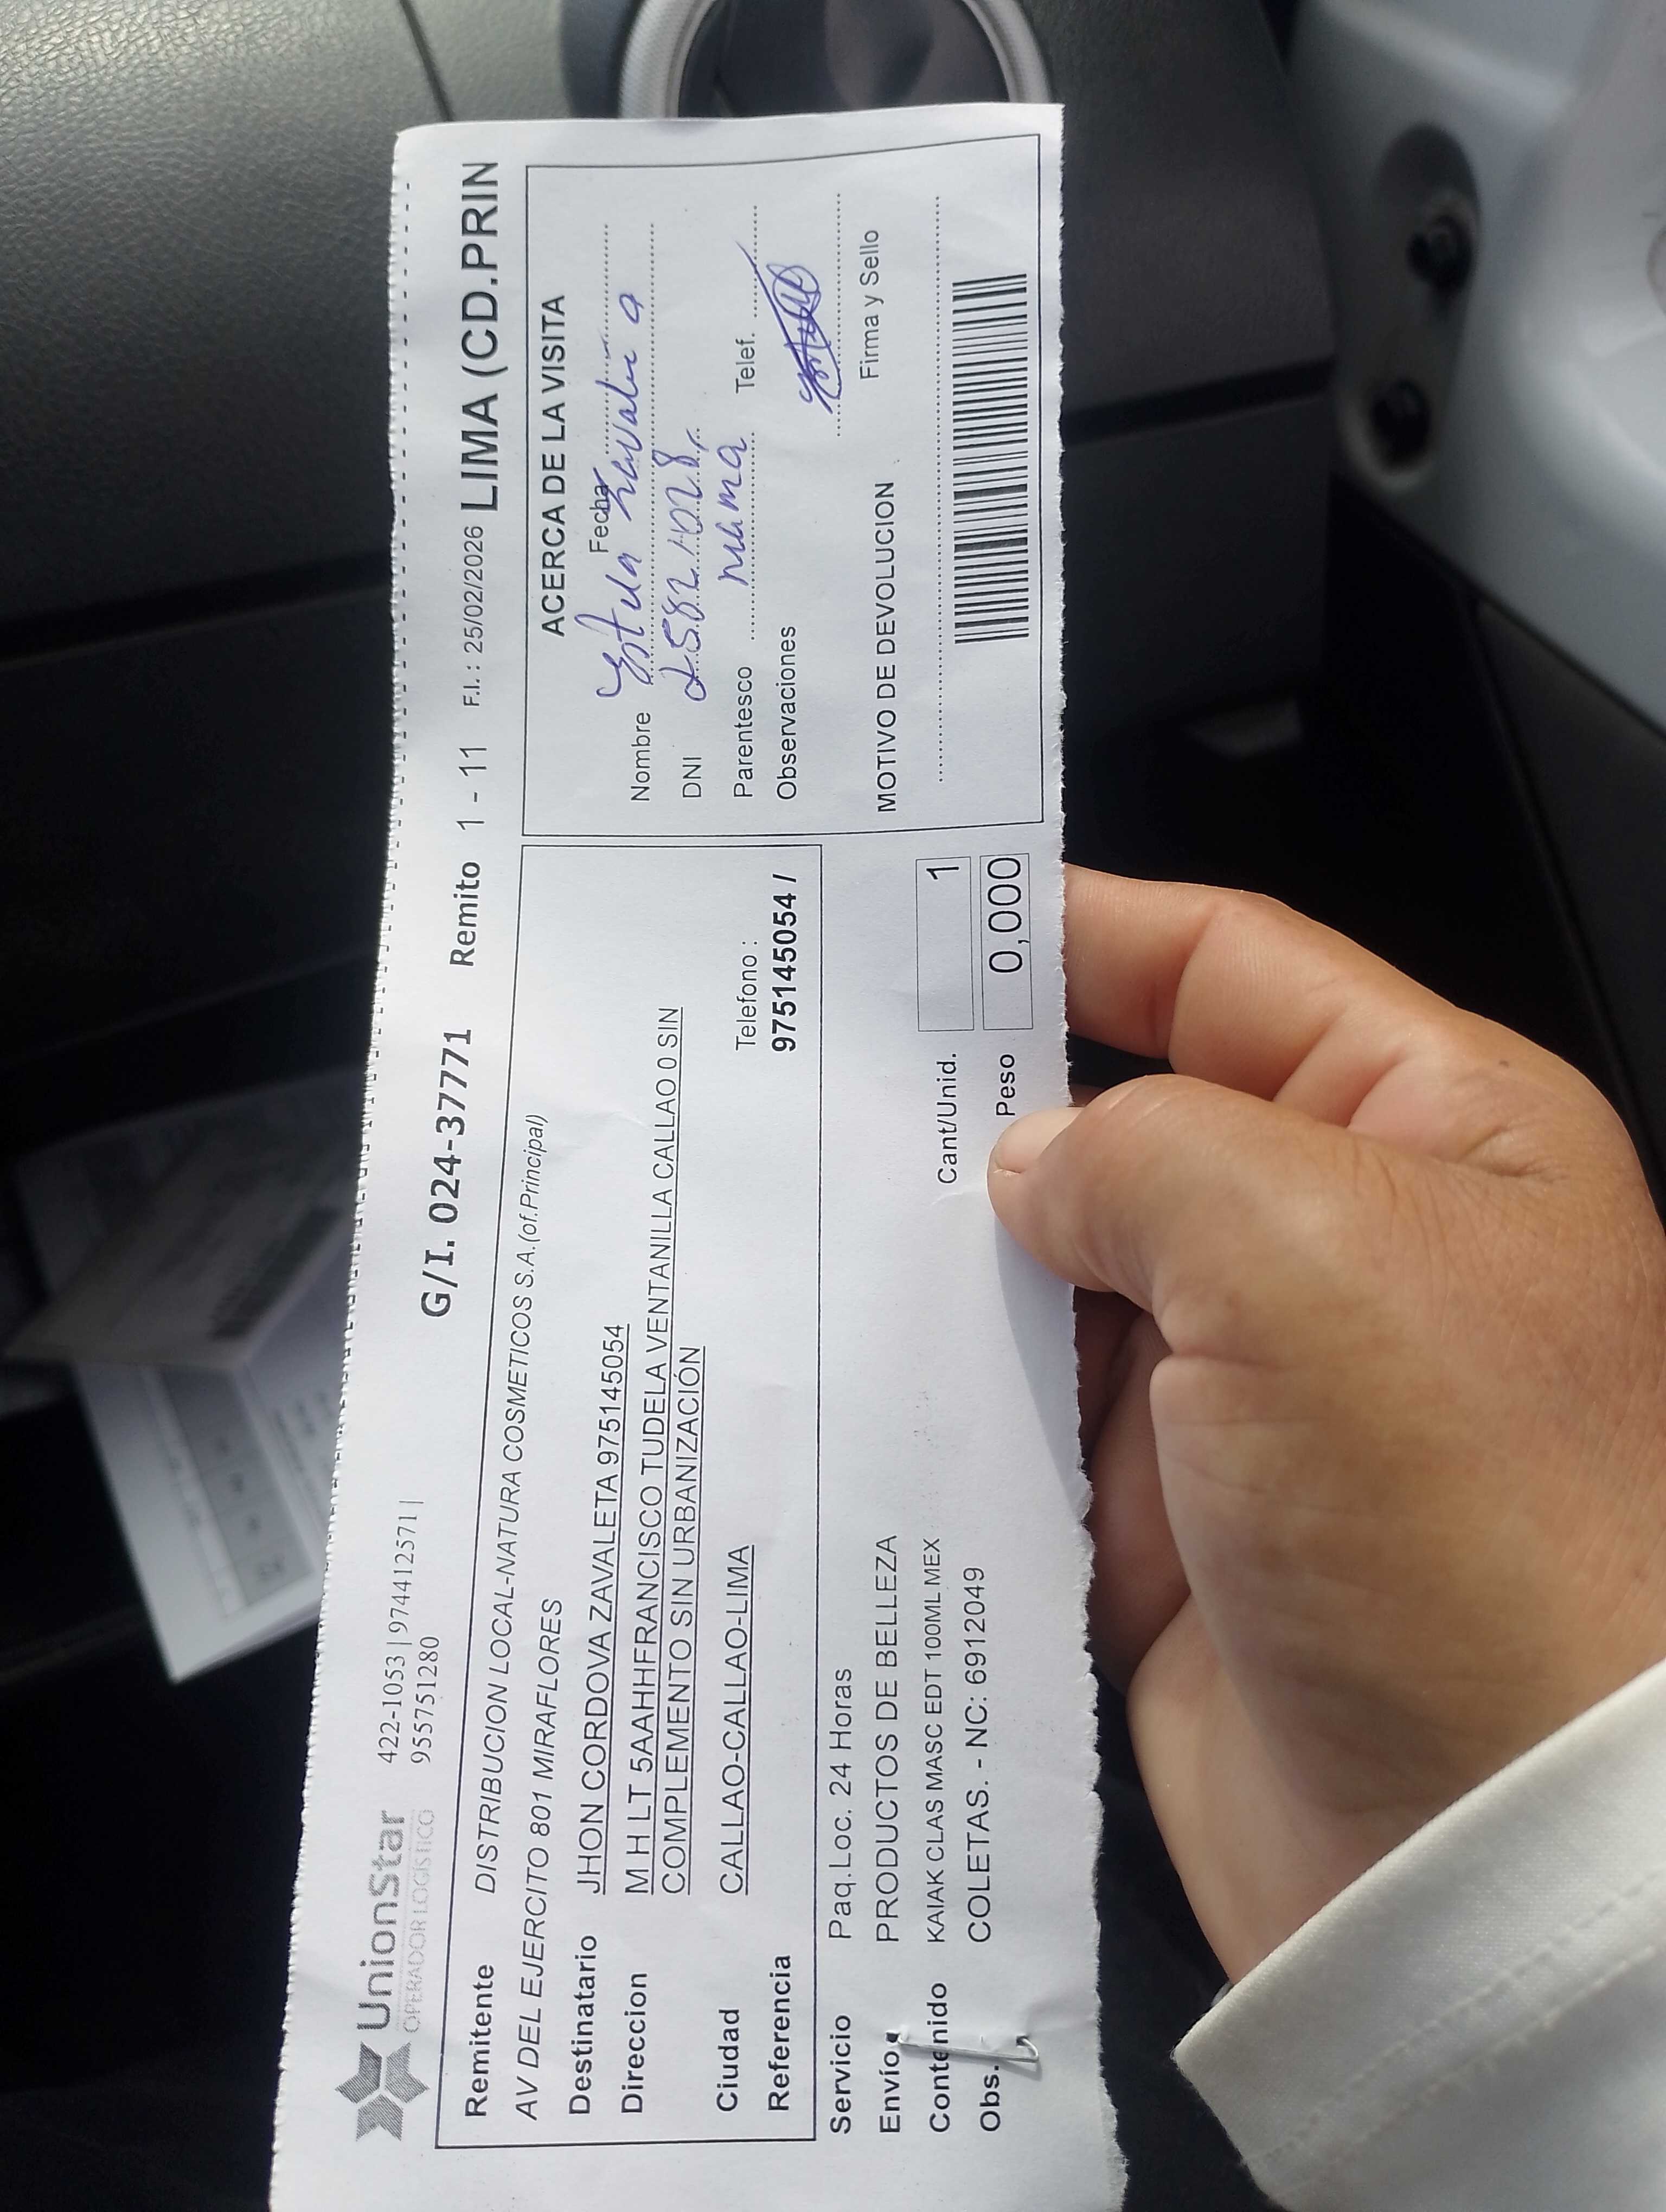 UnionStar
OPERADOR LOGÍSTICO
422-1053 | 974412571 |
955751280
G/I. 024-37771 Remito 1 - 11 F.I.: 25/02/2026 LIMA (CD.PRIN
Remitente DISTRIBUCION LOCAL-NATURA COSMETICOS S.A.(of.Principal)
AV DEL EJERCITO 801 MIRAFLORES
Destinatario JHON CORDOVA ZAVALETA 975145054
Direccion M H LT 5AAHHFRANCISCO TUDELA VENTANILLA CALLAO 0 SIN
COMPLEMENTO SIN URBANIZACIÓN
Ciudad CALLAO-CALLAO-LIMA
Telefono :
Referencia
975145054 /
Servicio Paq.Loc. 24 Horas
Envío PRODUCTOS DE BELLEZA
Contenido KAIAK CLAS MASC EDT 100ML MEX
Cant/Unid. 1
Obs. COLETAS. - NC: 6912049
Peso 0,000
ACERCA DE LA VISITA
Fecha
Nombre
DNI 25821028
Parentesco mama Telef.
Observaciones
Firma y Sello
MOTIVO DE DEVOLUCION